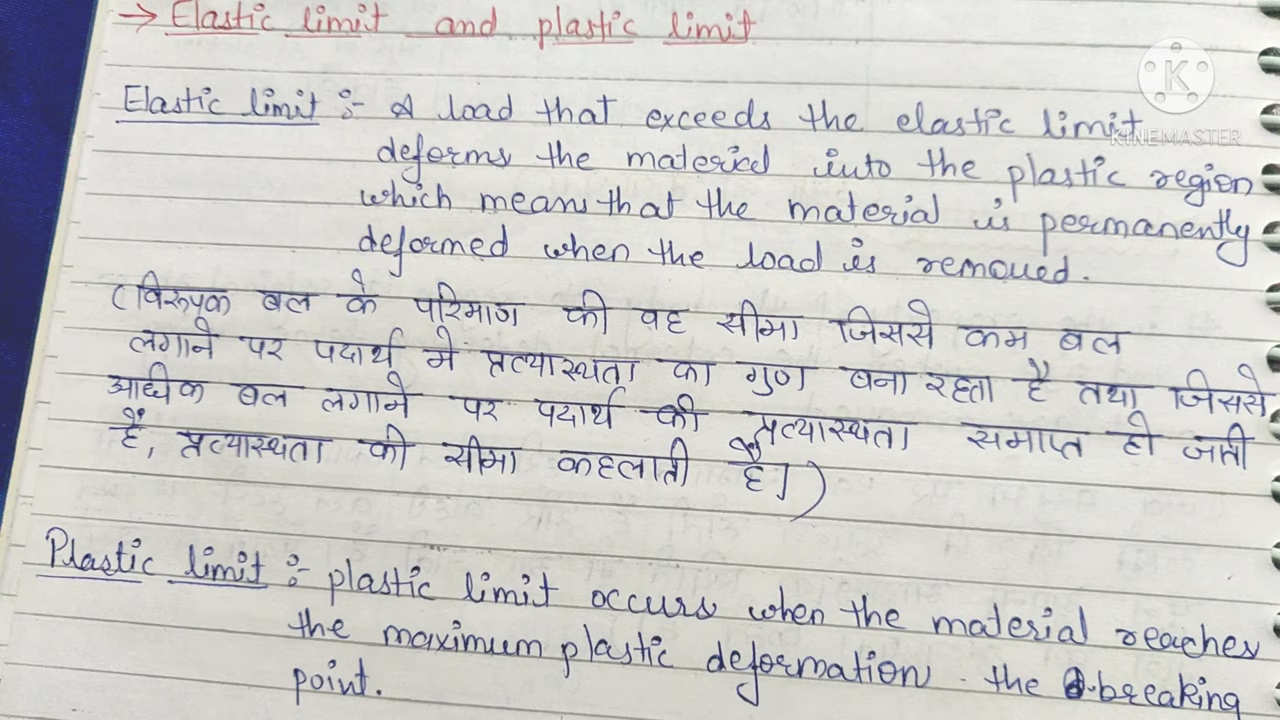 → Elastic limit and plastic limit
K
KINEMASTER
Elastic limit :- A load that exceeds the elastic limit
deforms the material into the plastic region
which means that the material is permanently
deformed when the load is removed.
(विरूपक बल के परिमाण की वह सीमा जिससे कम बल
लगाने पर पदार्थ में प्रत्यास्थता का गुण बना रहता है तथा जिससे
अधिक बल लगाने पर पदार्थ की प्रत्यास्थता समाप्त हो जाती
है, प्रत्यास्थता की सीमा कहलाती है।)
Plastic limit :- plastic limit occurs when the material reaches
the maximum plastic deformation. the breaking
point.